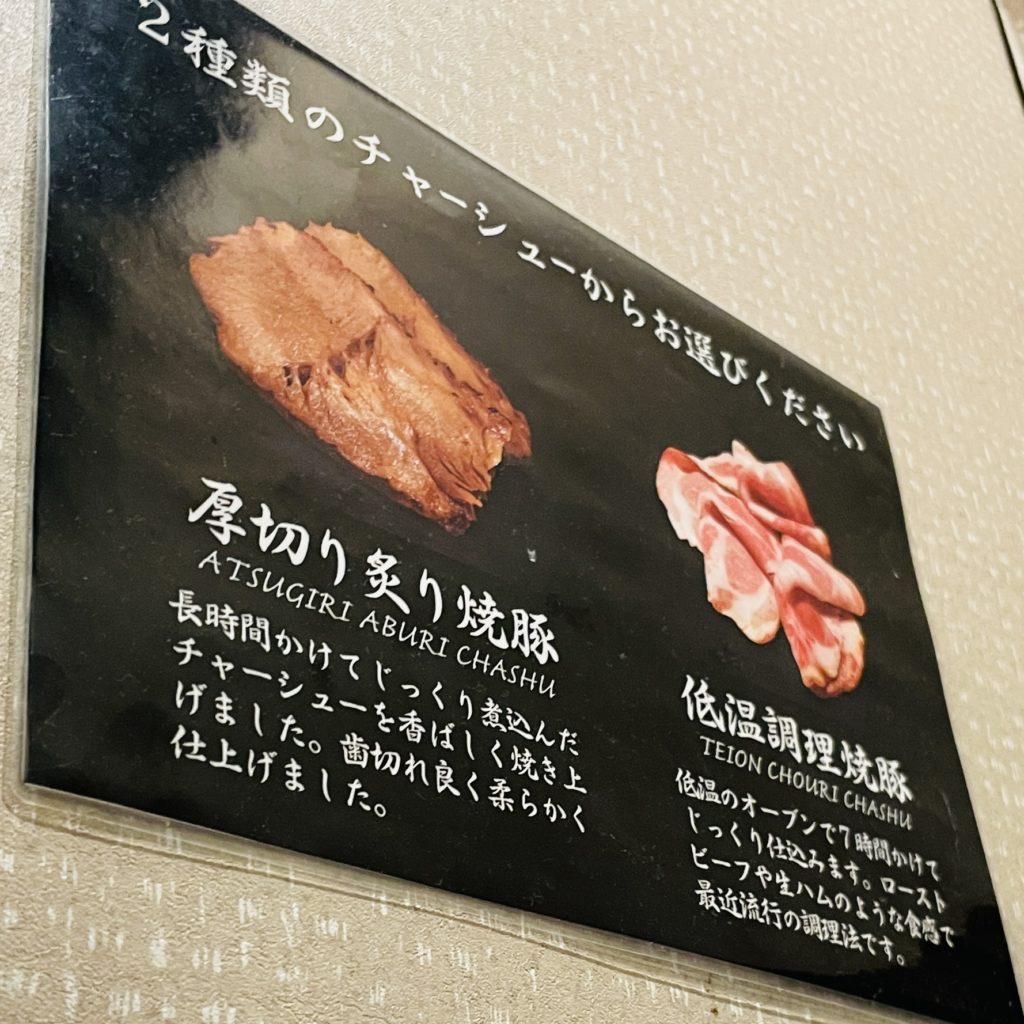 2種類のチャーシューからお選びください
厚切り炙り焼豚
ATSUGIRI ABURI CHASHU
長時間かけてじっくり煮込んだ
チャーシューを香ばしく焼き上
げました。歯切れ良く柔らかく
仕上げました。
低温調理焼豚
TEION CHOURI CHASHU
低温のオーブンで7時間かけて
じっくり仕込みます。ロースト
ビーフや生ハムのような食感で
最近流行の調理法です。